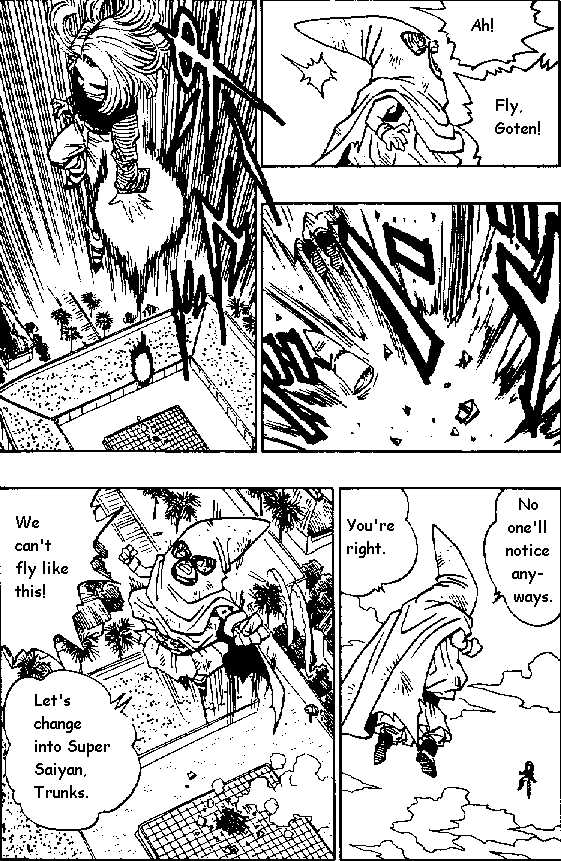 Ah!
Fly,
Goten!
We
can't
fly like
this!
Let's
change
into Super
Saiyan,
Trunks.
You're
right.
No
one'll
notice
any-
ways.